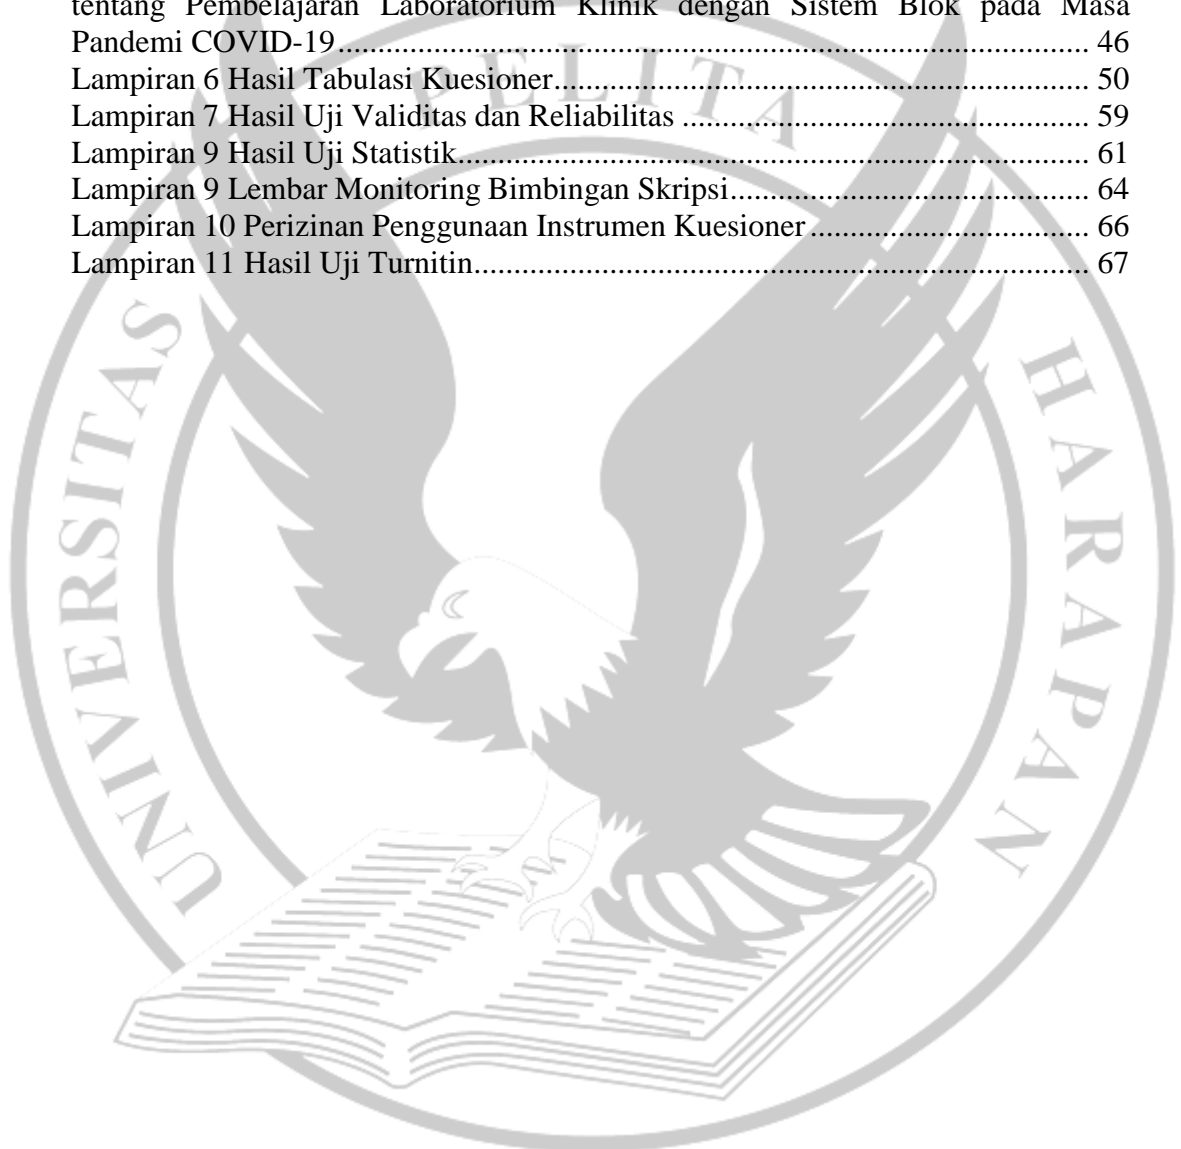 tentang Pembelajaran Laboratorium Klinik dengan Sistem Blok pada Masa
Pandemi COVID-19........................................................................................... 46
Lampiran 6 Hasil Tabulasi Kuesioner................................................................. 50
Lampiran 7 Hasil Uji Validitas dan Reliabilitas ................................................. 59
Lampiran 9 Hasil Uji Statistik............................................................................. 61
Lampiran 9 Lembar Monitoring Bimbingan Skripsi........................................... 64
Lampiran 10 Perizinan Penggunaan Instrumen Kuesioner.................................. 66
Lampiran 11 Hasil Uji Turnitin........................................................................... 67
UNIVERSITAS PELITA HARAPAN